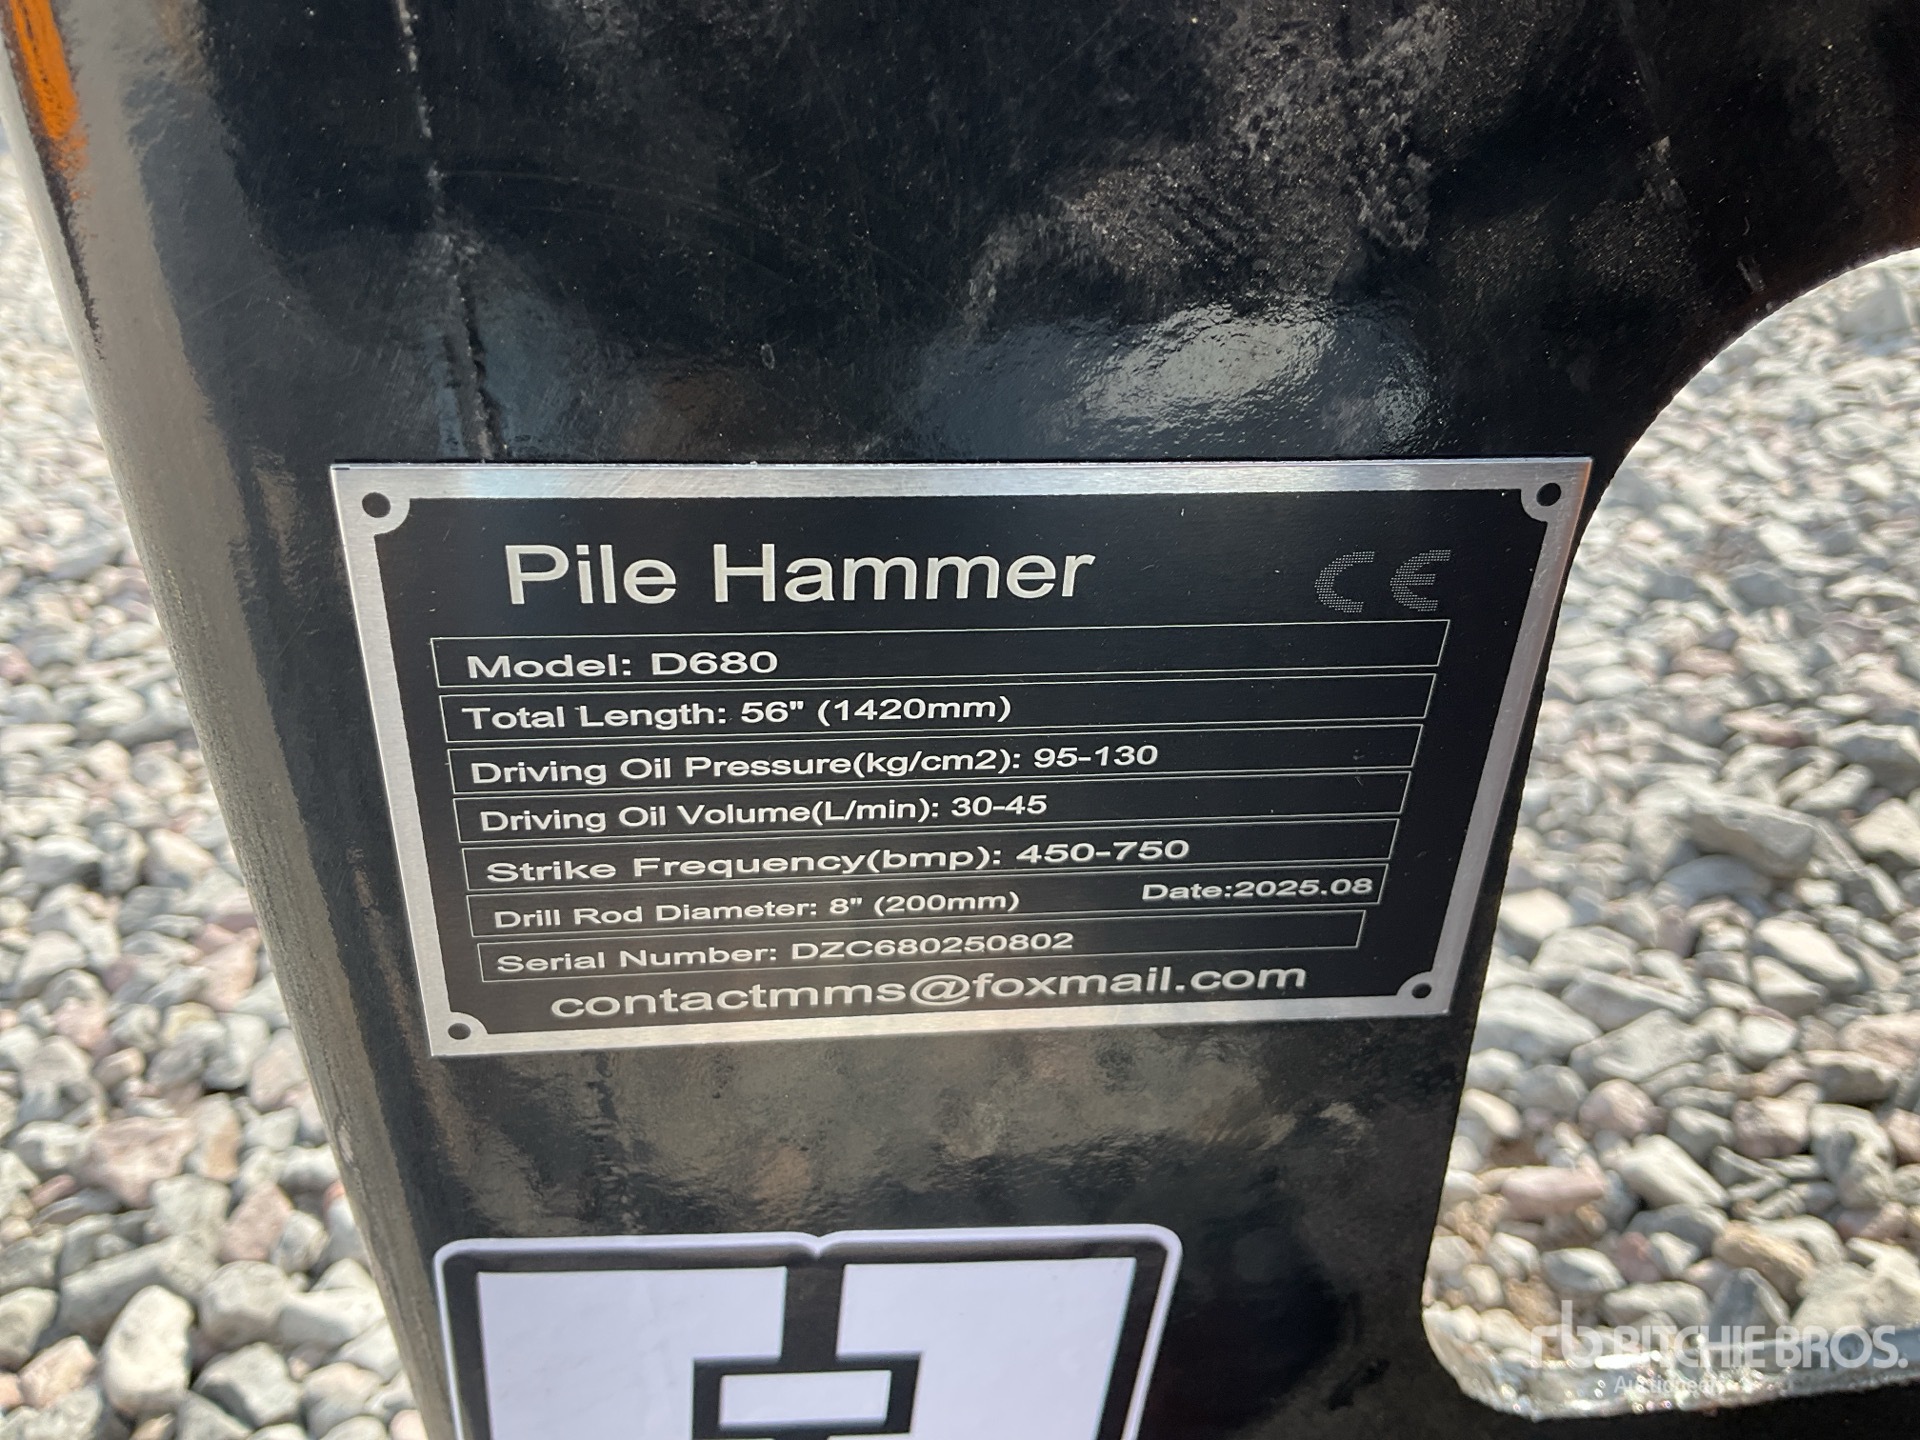 Pile Hammer CE
Model: D680
Total Length: 56" (1420mm)
Driving Oil Pressure(kg/cm2): 95-130
Driving Oil Volume(L/min): 30-45
Strike Frequency(bmp): 450-750
Drill Rod Diameter: 8" (200mm) Date:2025.08
Serial Number: DZC680250802
contactmms@foxmail.com
rb RITCHIE BROS.
Auctioneers